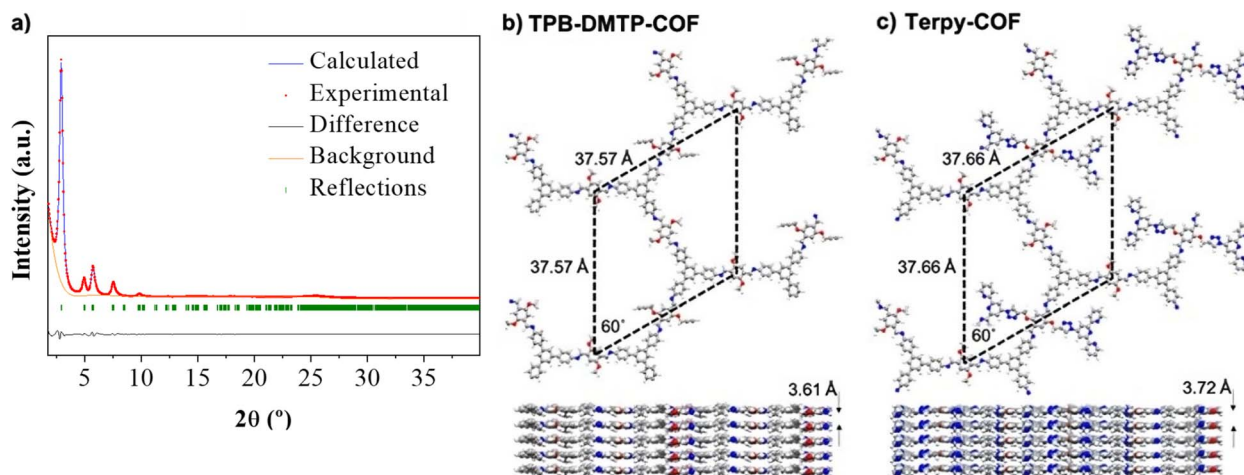 a)
Calculated
Experimental
Difference
Background
Reflections
Intensity (a.u.)
5 10 15 20 25 30 35
2θ (º)
b) TPB-DMTP-COF
37.57 Å
37.57 Å
60°
3.61 Å
c) Terpy-COF
37.66 Å
37.66 Å
60°
3.72 Å